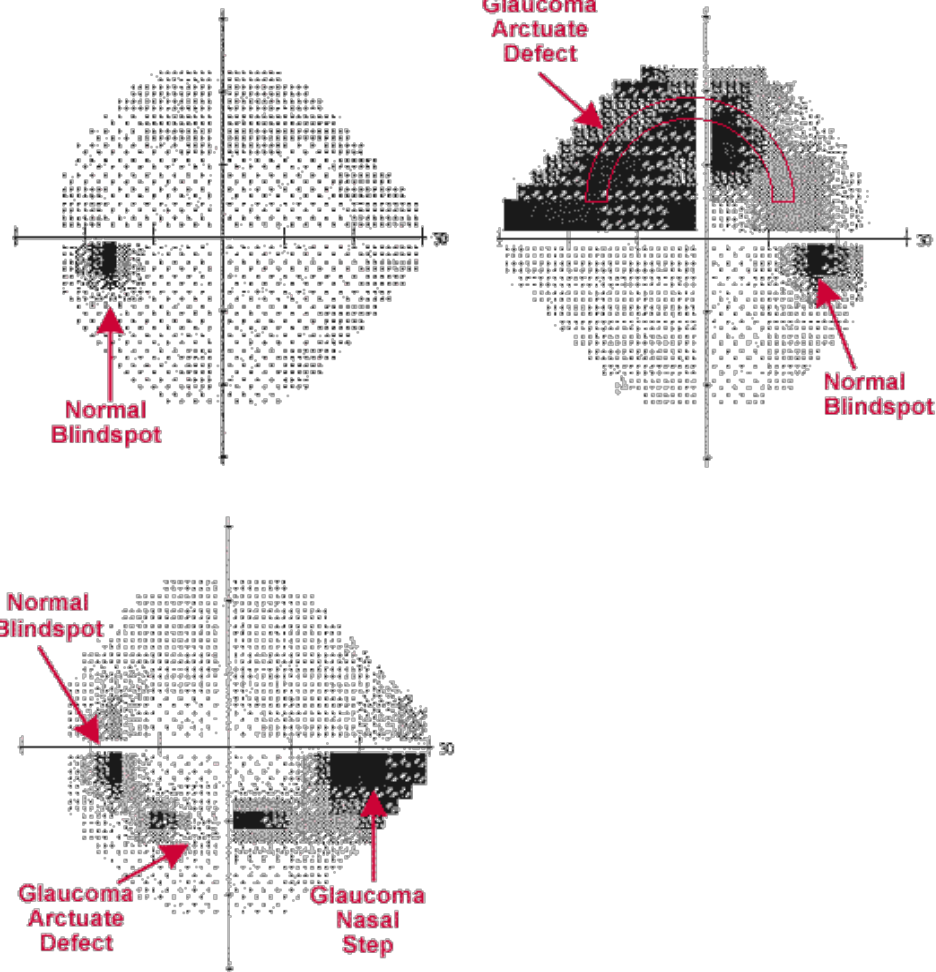 Glaucoma
Arctuate
Defect
30
30
Normal
Blindspot
Normal
Blindspot
Normal
Blindspot
30
Glaucoma
Arctuate
Defect
Glaucoma
Nasal
Step